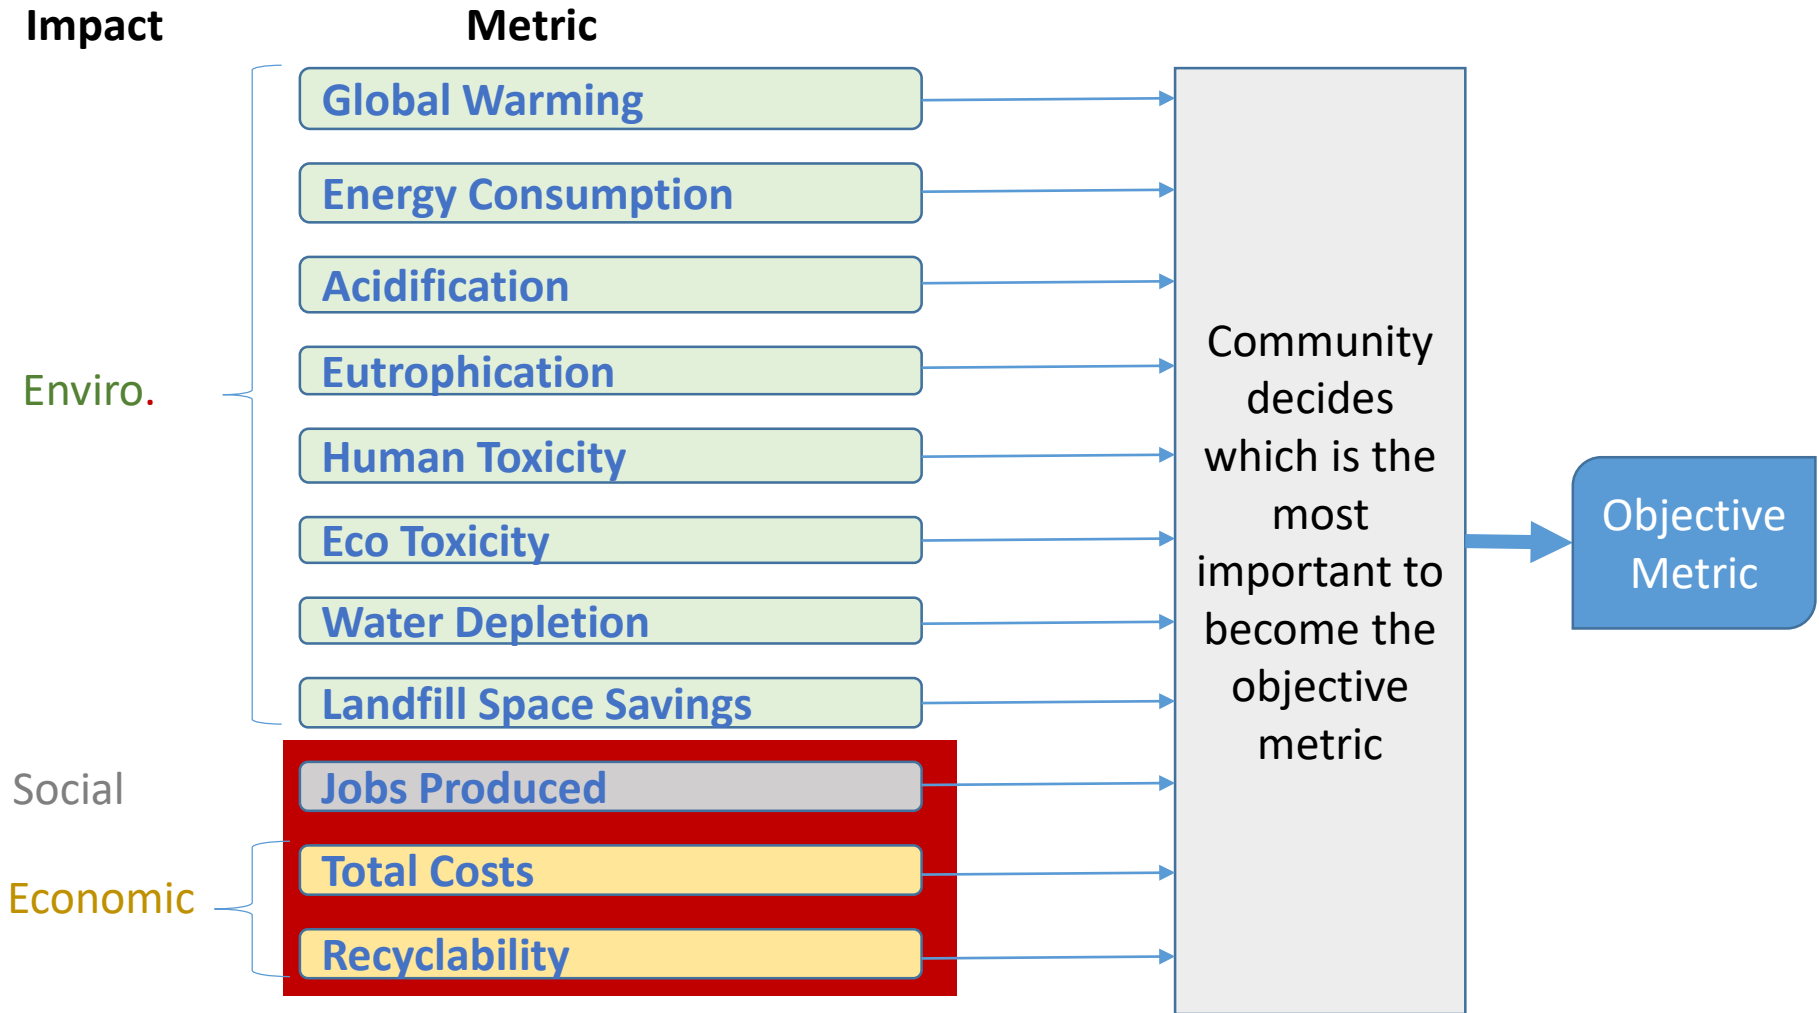 Impact
Metric
Global Warming
Energy Consumption
Acidification
Eutrophication
Enviro.
Human Toxicity
Eco Toxicity
Water Depletion
Landfill Space Savings
Social
Jobs Produced
Total Costs
Economic
Recyclability
Community
decides
which is the
most
important to
become the
objective
metric
Objective
Metric